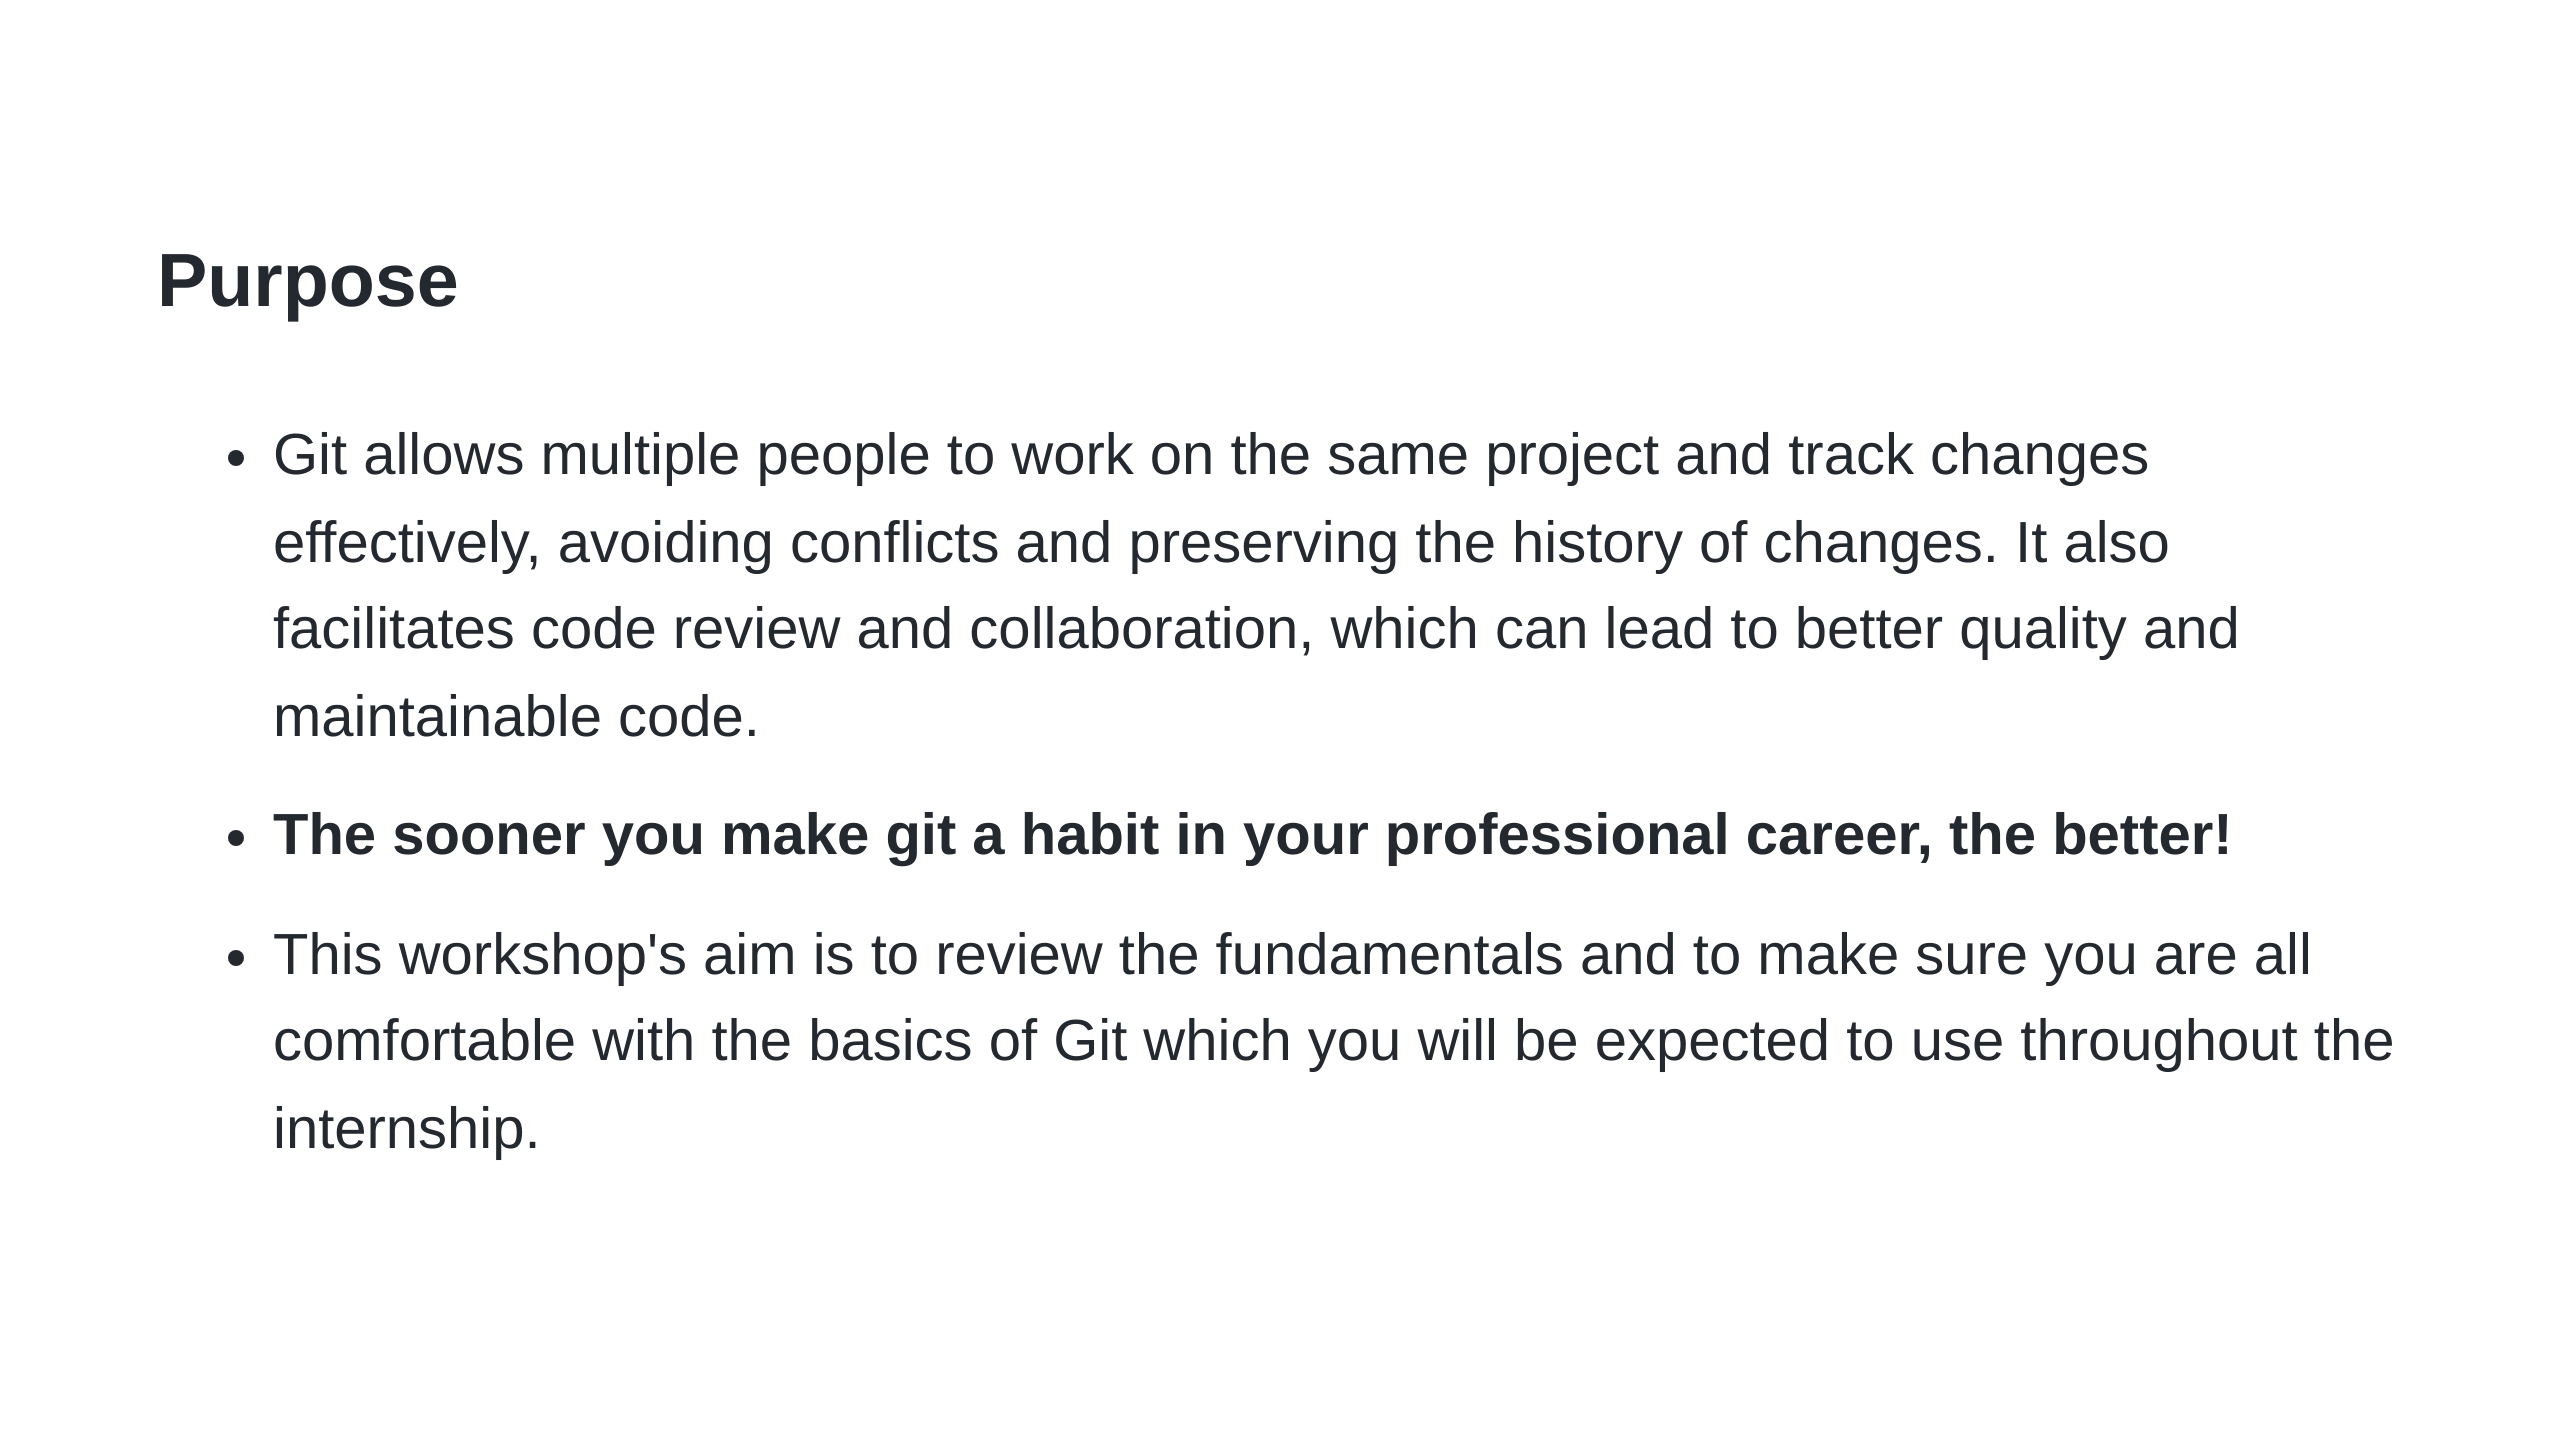 Purpose
• Git allows multiple people to work on the same project and track changes
effectively, avoiding conflicts and preserving the history of changes. It also
facilitates code review and collaboration, which can lead to better quality and
maintainable code.
• The sooner you make git a habit in your professional career, the better!
• This workshop's aim is to review the fundamentals and to make sure you are all
comfortable with the basics of Git which you will be expected to use throughout the
internship.